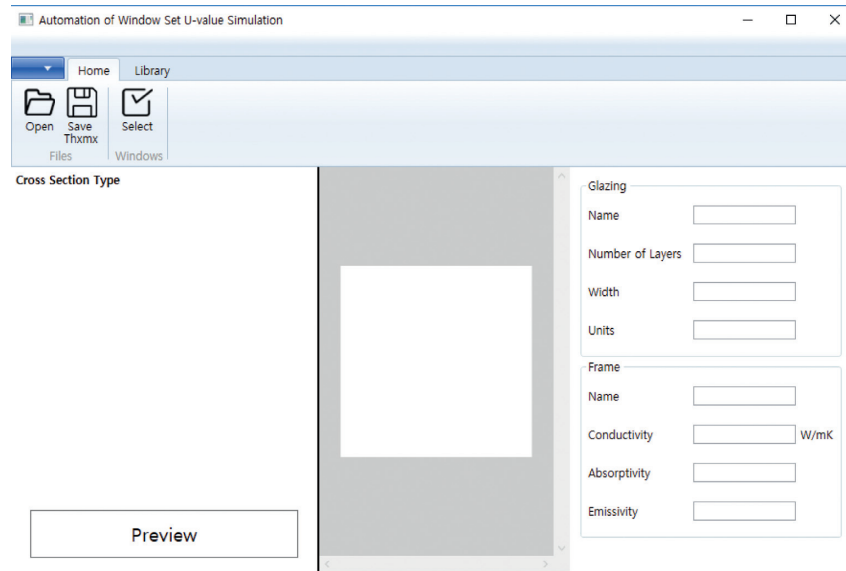 Automation of Window Set U-value Simulation
Home Library
Open Save Thxmx Select
Files Windows
Cross Section Type
Preview
Glazing
Name
Number of Layers
Width
Units
Frame
Name
Conductivity W/mK
Absorptivity
Emissivity